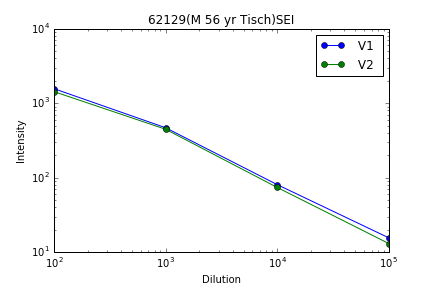 62129(M 56 yr Tisch)SEI
10^4
V1
V2
10^3
Intensity
10^2
10^1
10^2 10^3 10^4 10^5
Dilution